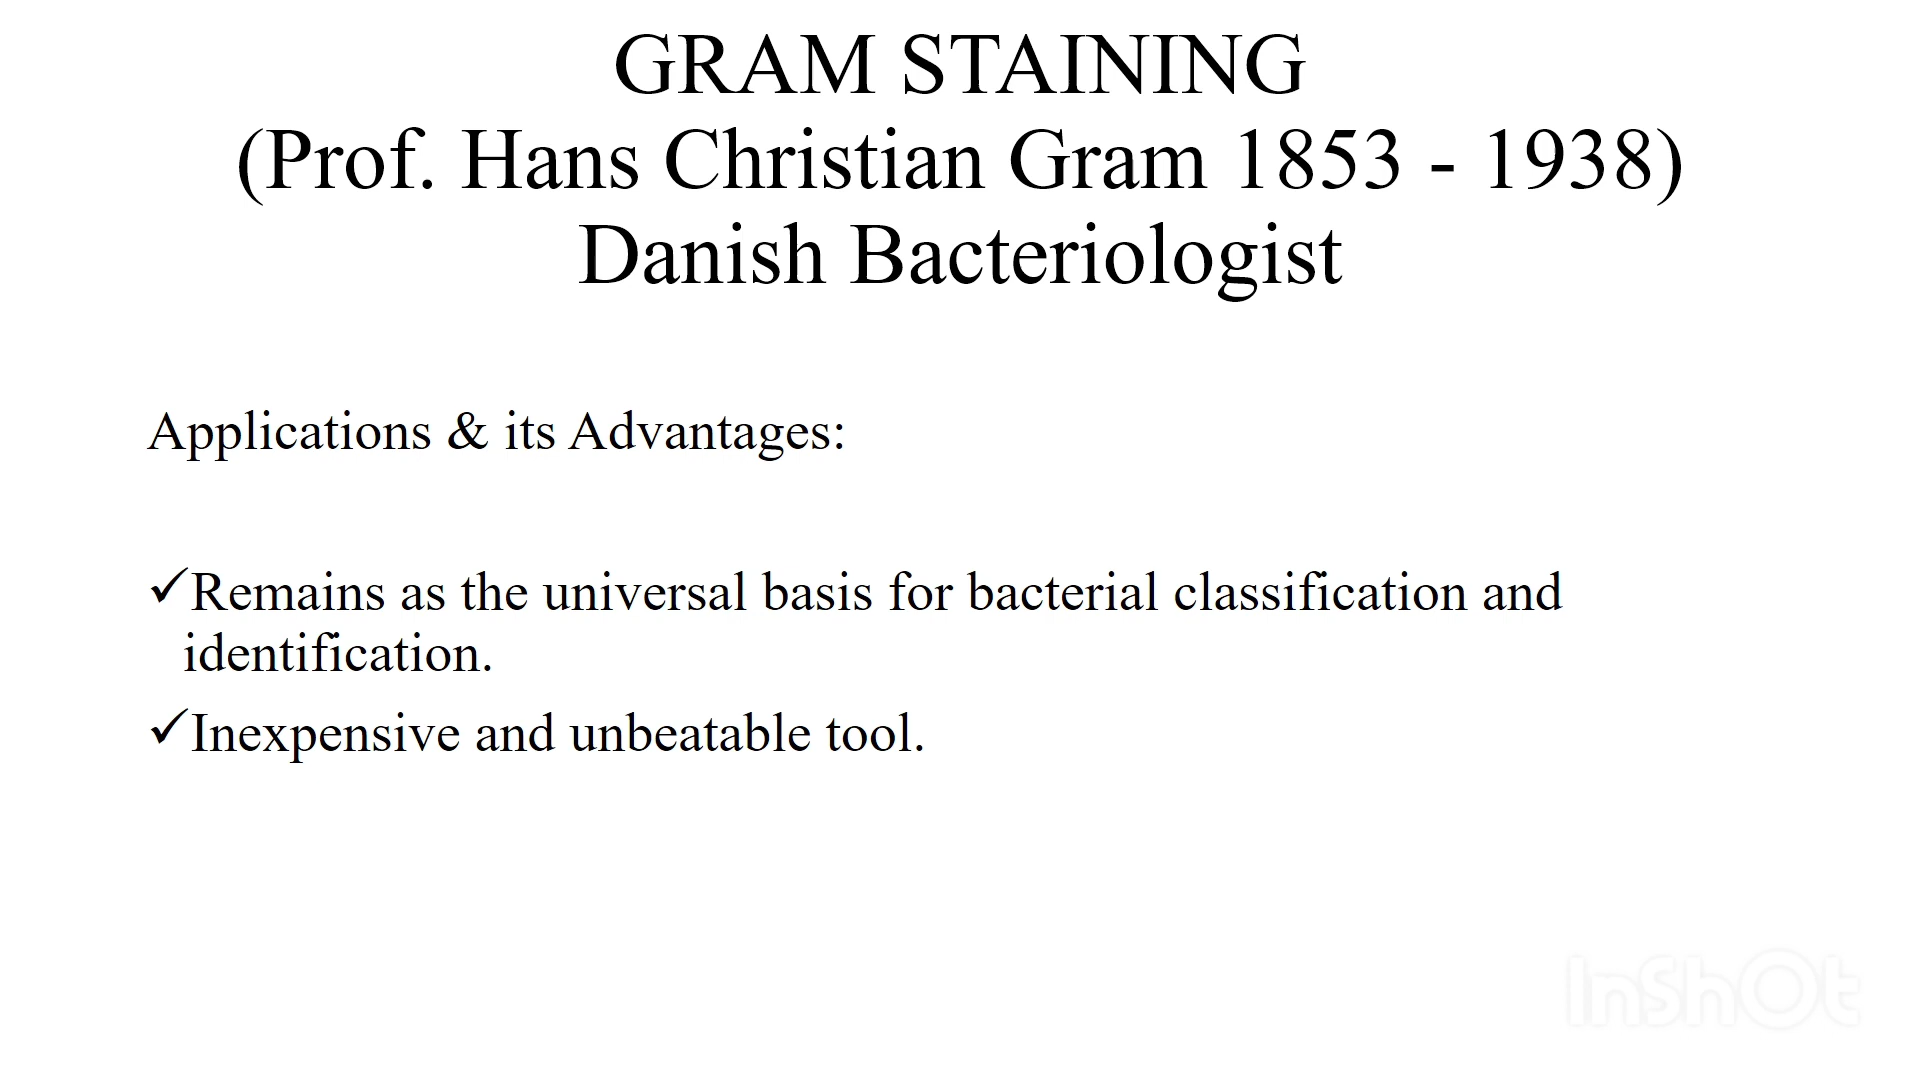 GRAM STAINING
(Prof. Hans Christian Gram 1853 - 1938)
Danish Bacteriologist
Applications & its Advantages:
✓Remains as the universal basis for bacterial classification and
identification.
✓Inexpensive and unbeatable tool.
InShOt